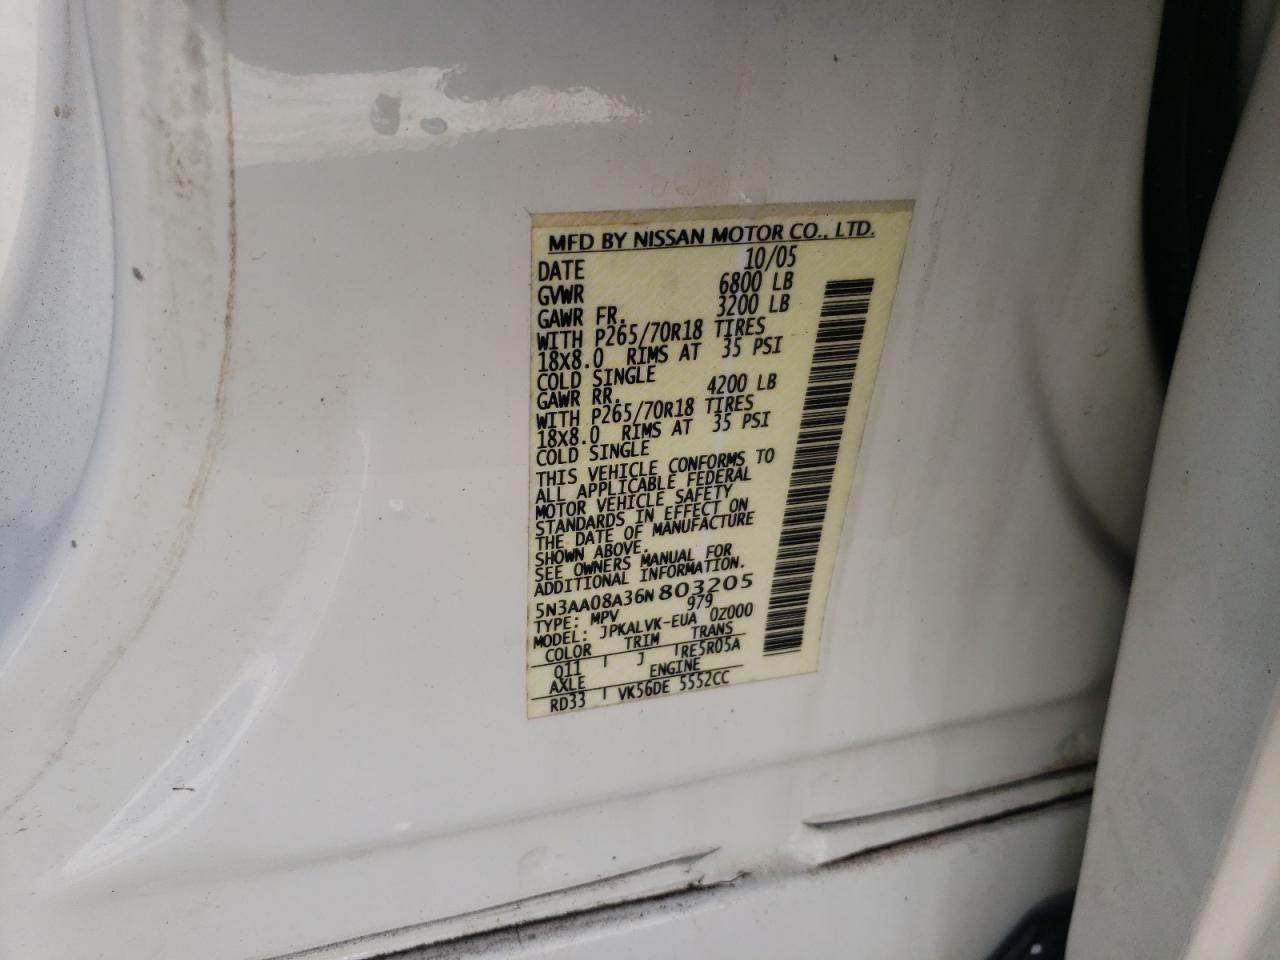 MFD BY NISSAN MOTOR CO., LTD.
DATE 10/05
GVWR 6800 LB
GAWR FR. 3200 LB
WITH P265/70R18 TIRES
18X8.0 RIMS AT 35 PSI
COLD SINGLE
GAWR RR. 4200 LB
WITH P265/70R18 TIRES
18X8.0 RIMS AT 35 PSI
COLD SINGLE
THIS VEHICLE CONFORMS TO
ALL APPLICABLE FEDERAL
MOTOR VEHICLE SAFETY
STANDARDS IN EFFECT ON
THE DATE OF MANUFACTURE
SHOWN ABOVE.
SEE OWNERS MANUAL FOR
ADDITIONAL INFORMATION.
5N3AA08A36N803205
TYPE: MPV 979
MODEL: JPKALVK-EUA 0Z000
COLOR TRIM TRANS
Q11 J RE5R05A
AXLE ENGINE
RD33 VK56DE 5552CC